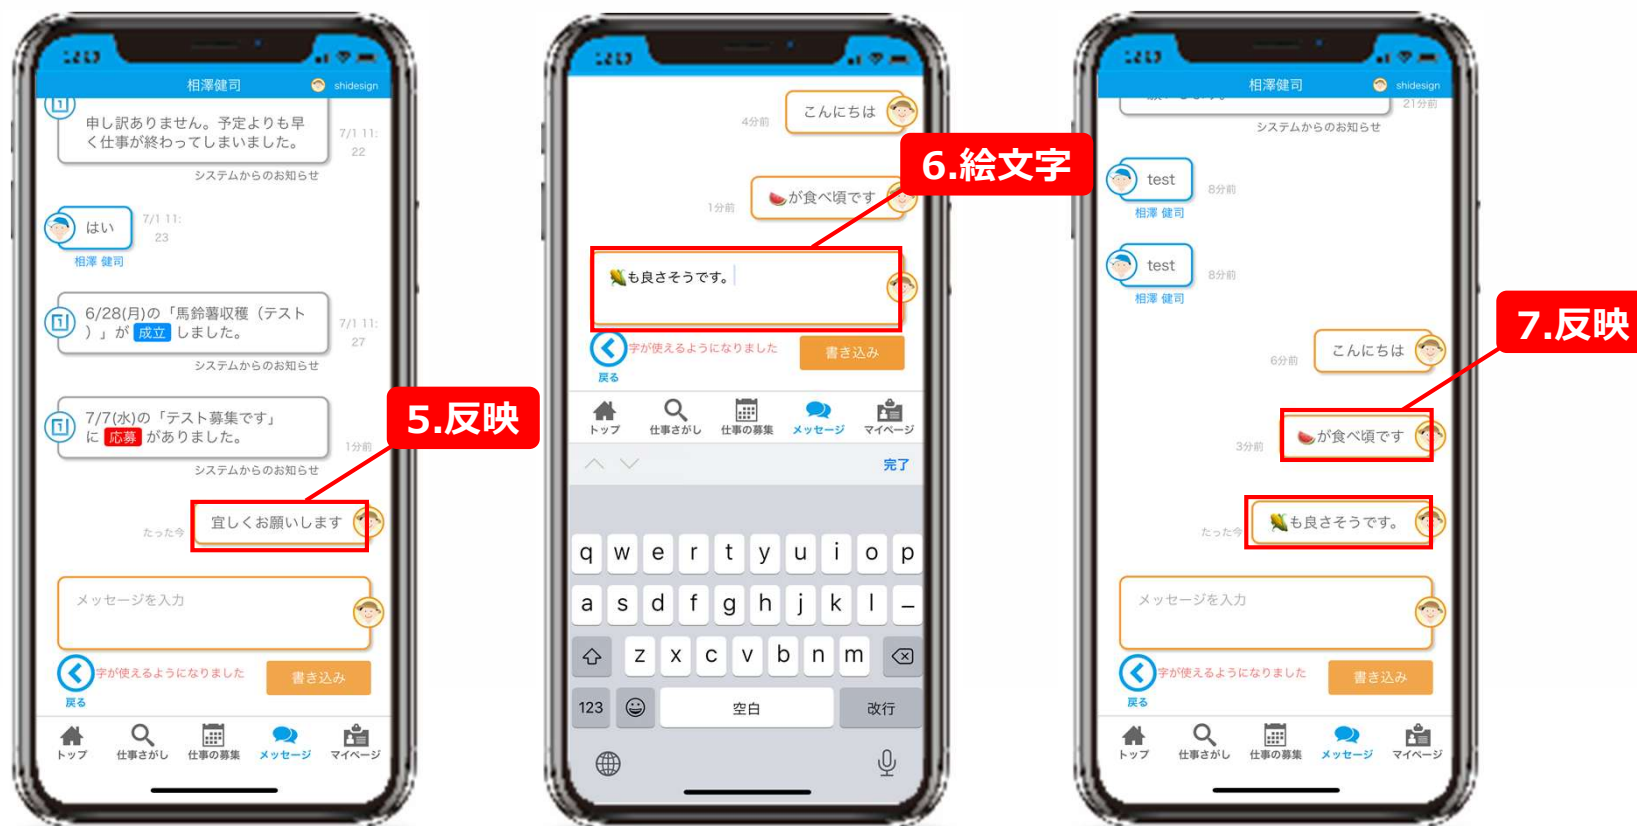 相澤健司
shidesign
申し訳ありません。予定よりも早
く仕事が終わってしまいました。
7/1 11:
22
システムからのお知らせ
はい
7/1 11:
23
相澤 健司
6/28(月)の「馬鈴薯収穫(テスト
)」が 成立 しました。
7/1 11:
27
システムからのお知らせ
7/7(水)の「テスト募集です」
に 応募 がありました。
1分前
システムからのお知らせ
5.反映
宜しくお願いします
たった今
メッセージを入力
字が使えるようになりました
書き込み
戻る
トップ
仕事さがし
仕事の募集
メッセージ
マイページ
こんにちは
4分前
6.絵文字
🍉が食べ頃です
1分前
🌽も良さそうです。
字が使えるようになりました
書き込み
戻る
トップ
仕事さがし
仕事の募集
メッセージ
マイページ
完了
q w e r t y u i o p
a s d f g h j k l –
z x c v b n m
123
空白
改行
相澤健司
shidesign
21分前
システムからのお知らせ
test
8分前
相澤 健司
test
8分前
相澤 健司
7.反映
こんにちは
6分前
🍉が食べ頃です
3分前
🌽も良さそうです。
たった今
メッセージを入力
字が使えるようになりました
書き込み
戻る
トップ
仕事さがし
仕事の募集
メッセージ
マイページ